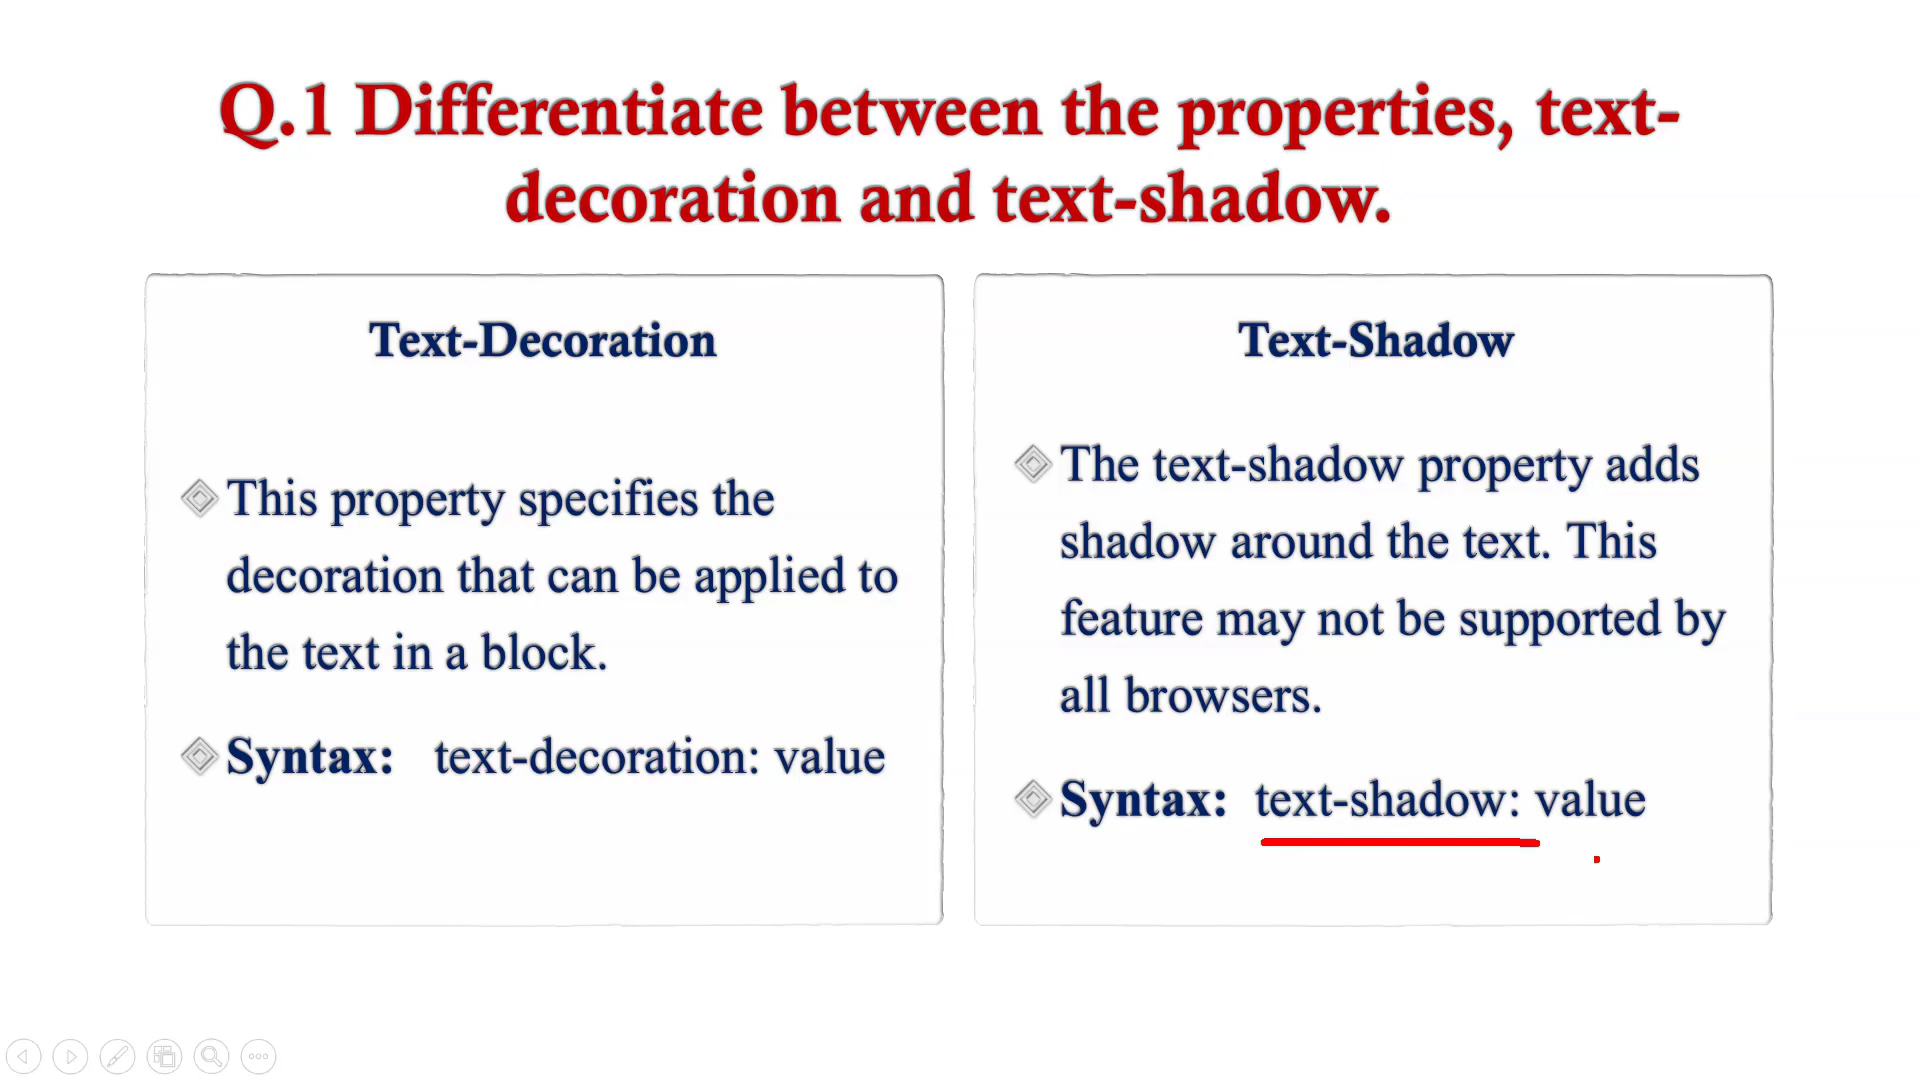 Q.1 Differentiate between the properties, text-
decoration and text-shadow.
Text-Decoration
This property specifies the
decoration that can be applied to
the text in a block.
Syntax: text-decoration: value
Text-Shadow
The text-shadow property adds
shadow around the text. This
feature may not be supported by
all browsers.
Syntax: text-shadow: value